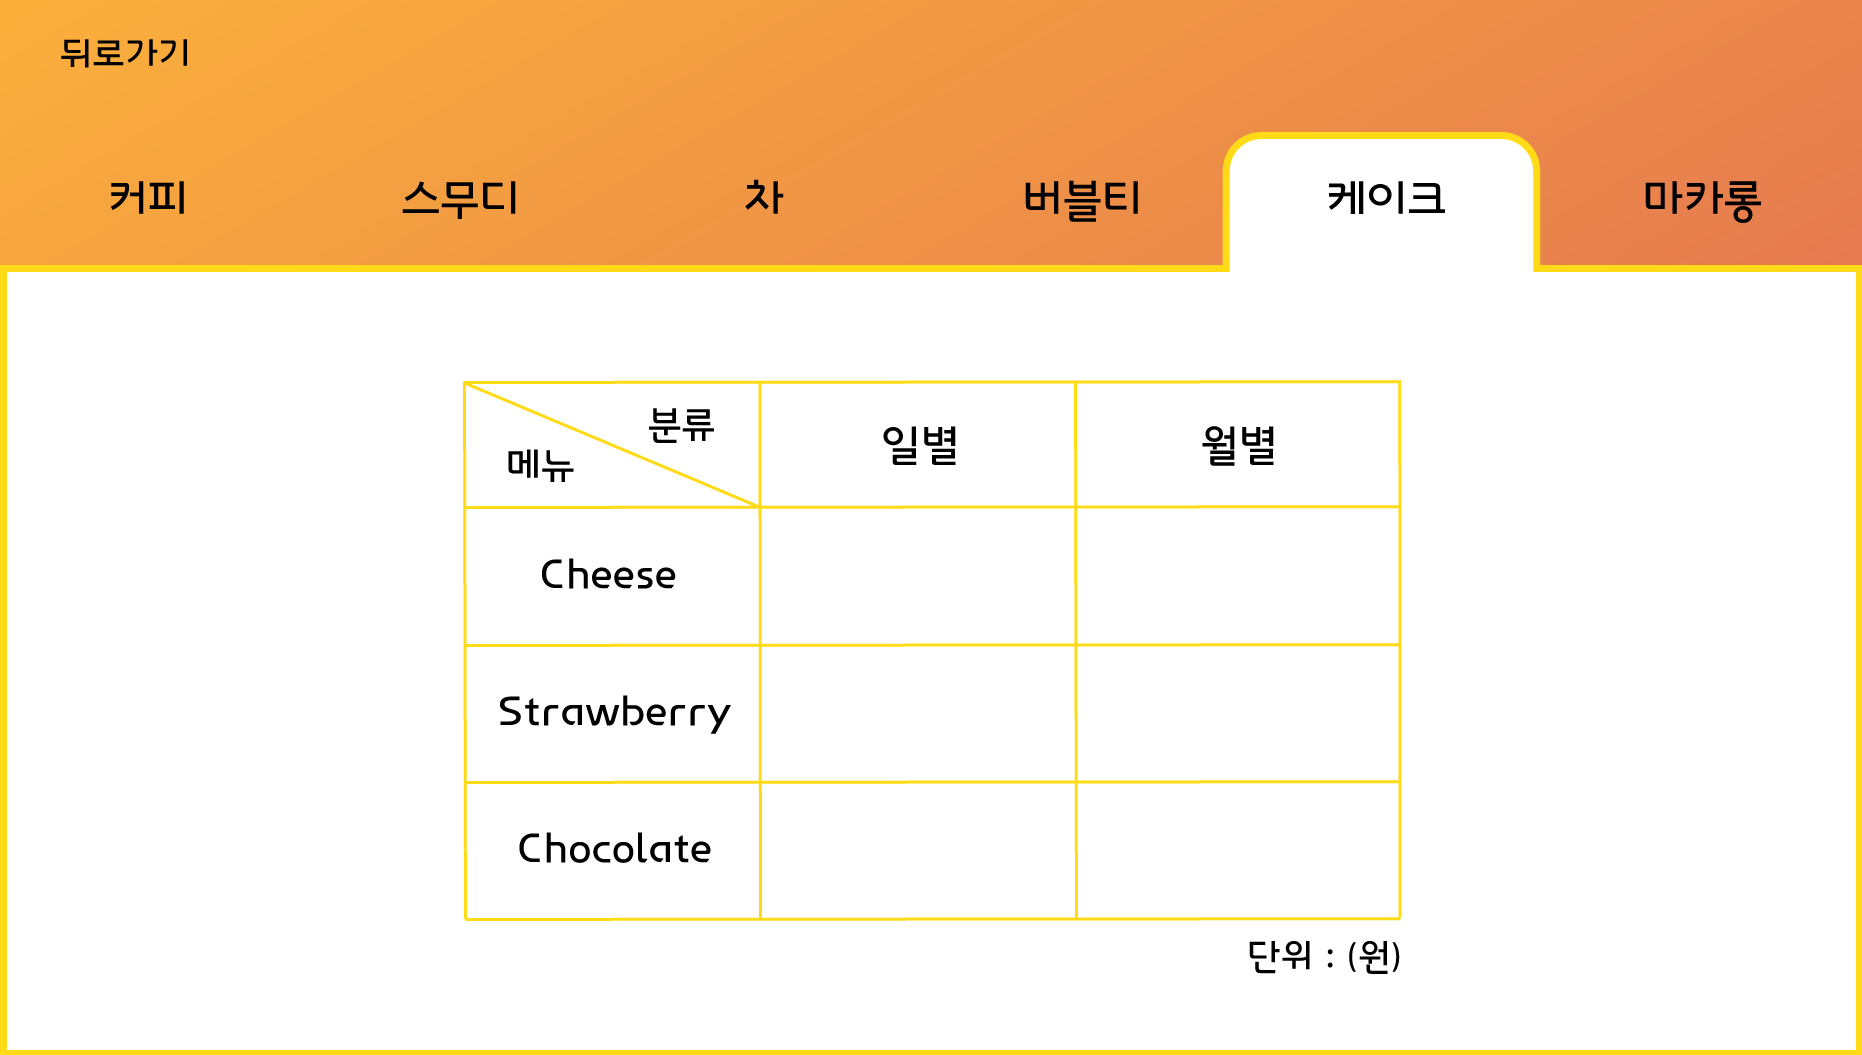 뒤로가기
커피 스무디 차 버블티 케이크 마카롱
분류
메뉴
일별 월별
Cheese
Strawberry
Chocolate
단위 : (원)